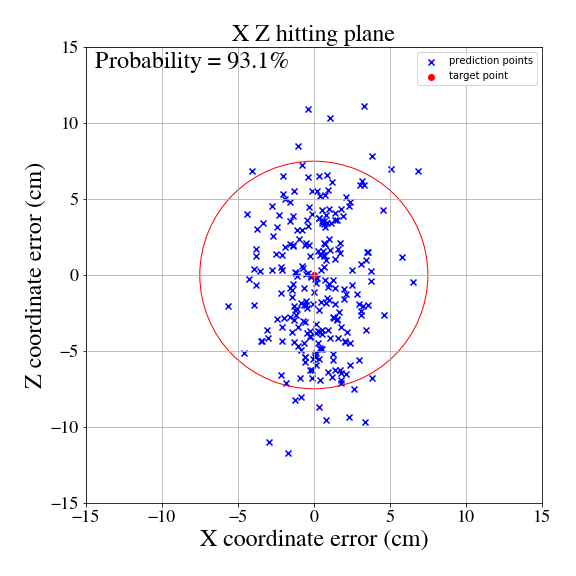 X Z hitting plane
Probability = 93.1%
prediction points
target point
15
10
5
0
−5
−10
−15
Z coordinate error (cm)
−15 −10 −5 0 5 10 15
X coordinate error (cm)